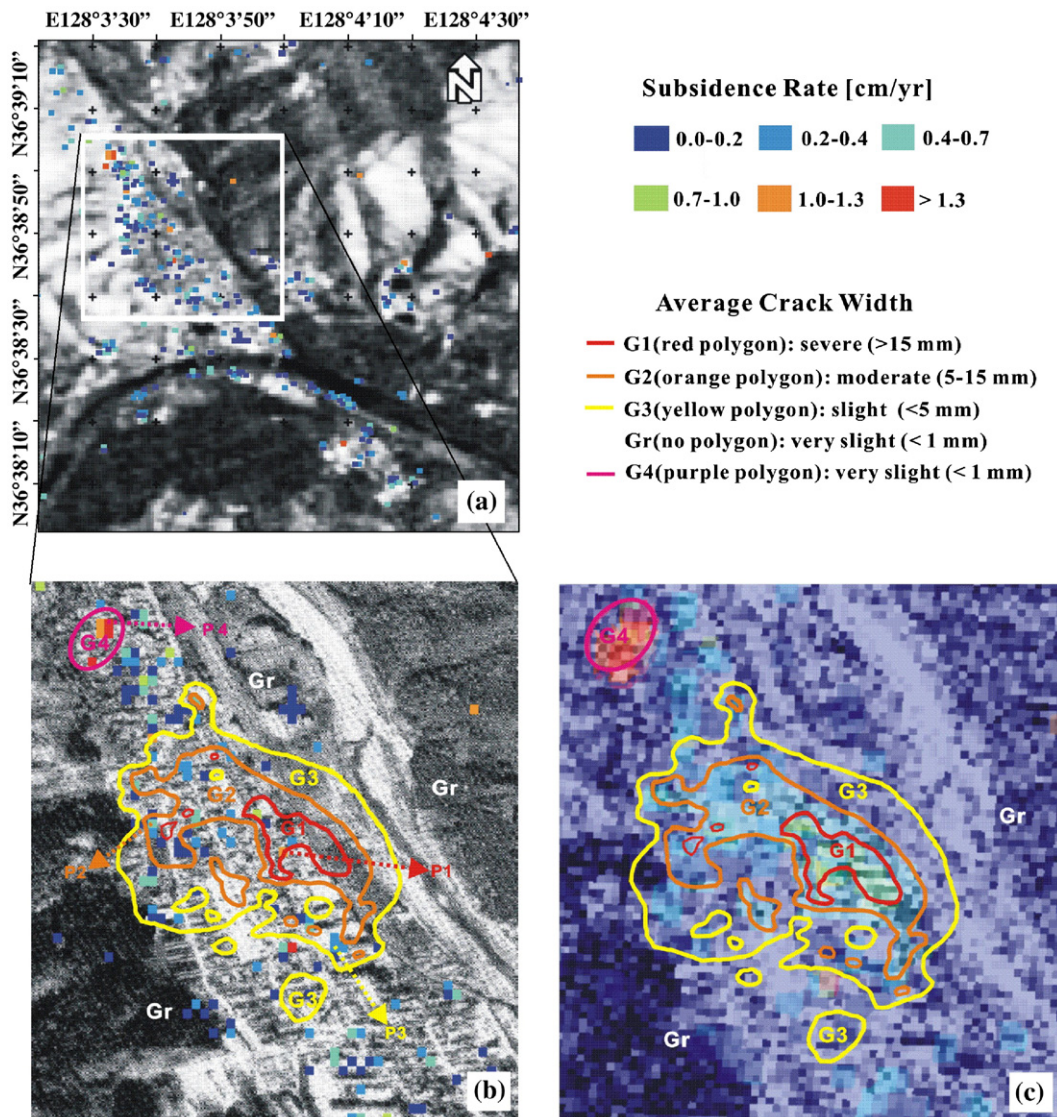 E128°3'30” E128°3'50” E128°4'10” E128°4'30”
N36°39'10”
N36°38'50”
N36°38'30”
N36°38'10”
N
(a)
Subsidence Rate [cm/yr]
0.0-0.2 0.2-0.4 0.4-0.7
0.7-1.0 1.0-1.3 > 1.3
Average Crack Width
G1(red polygon): severe (>15 mm)
G2(orange polygon): moderate (5-15 mm)
G3(yellow polygon): slight (<5 mm)
Gr(no polygon): very slight (< 1 mm)
G4(purple polygon): very slight (< 1 mm)
G4
P4
Gr
G3
Gr
G2
G1
P2
P1
G3
Gr
P3
(b)
G4
G3
Gr
G2
G1
G3
Gr
(c)